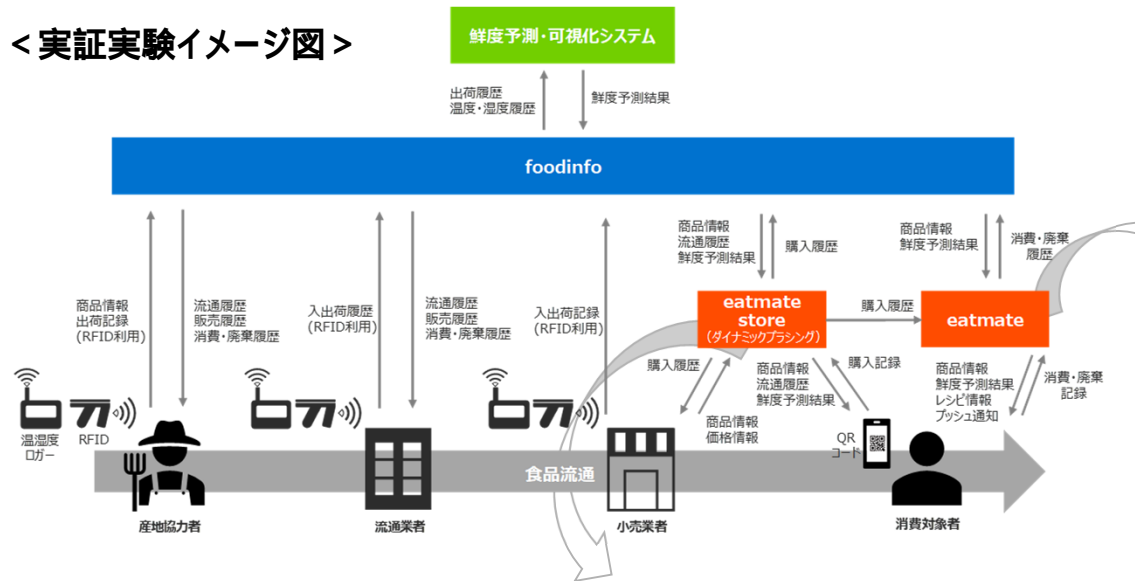 ＜実証実験イメージ図＞
鮮度予測・可視化システム
出荷履歴
温度・湿度履歴
鮮度予測結果
foodinfo
商品情報
出荷記録
(RFID利用)
流通履歴
販売履歴
消費・廃棄履歴
入出荷履歴
(RFID利用)
流通履歴
販売履歴
消費・廃棄履歴
入出荷記録
(RFID利用)
商品情報
流通履歴
鮮度予測結果
購入履歴
商品情報
鮮度予測結果
消費・廃棄
履歴
eatmate
store
（ダイナミックプラシング）
購入履歴
eatmate
購入履歴
商品情報
価格情報
商品情報
流通履歴
鮮度予測結果
購入記録
商品情報
鮮度予測結果
レシピ情報
プッシュ通知
消費・廃棄
記録
温湿度
ロガー
RFID
QR
コード
食品流通
産地協力者
流通業者
小売業者
消費対象者